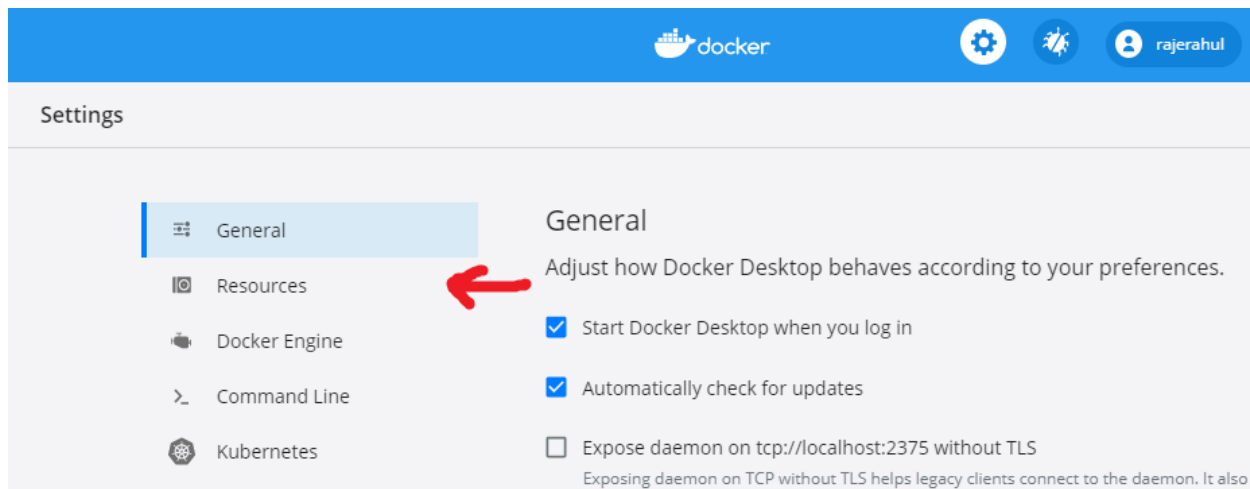 docker
rajerahul
Settings
General
Resources
Docker Engine
>_ Command Line
Kubernetes
General
Adjust how Docker Desktop behaves according to your preferences.
Start Docker Desktop when you log in
Automatically check for updates
Expose daemon on tcp://localhost:2375 without TLS
Exposing daemon on TCP without TLS helps legacy clients connect to the daemon. It also